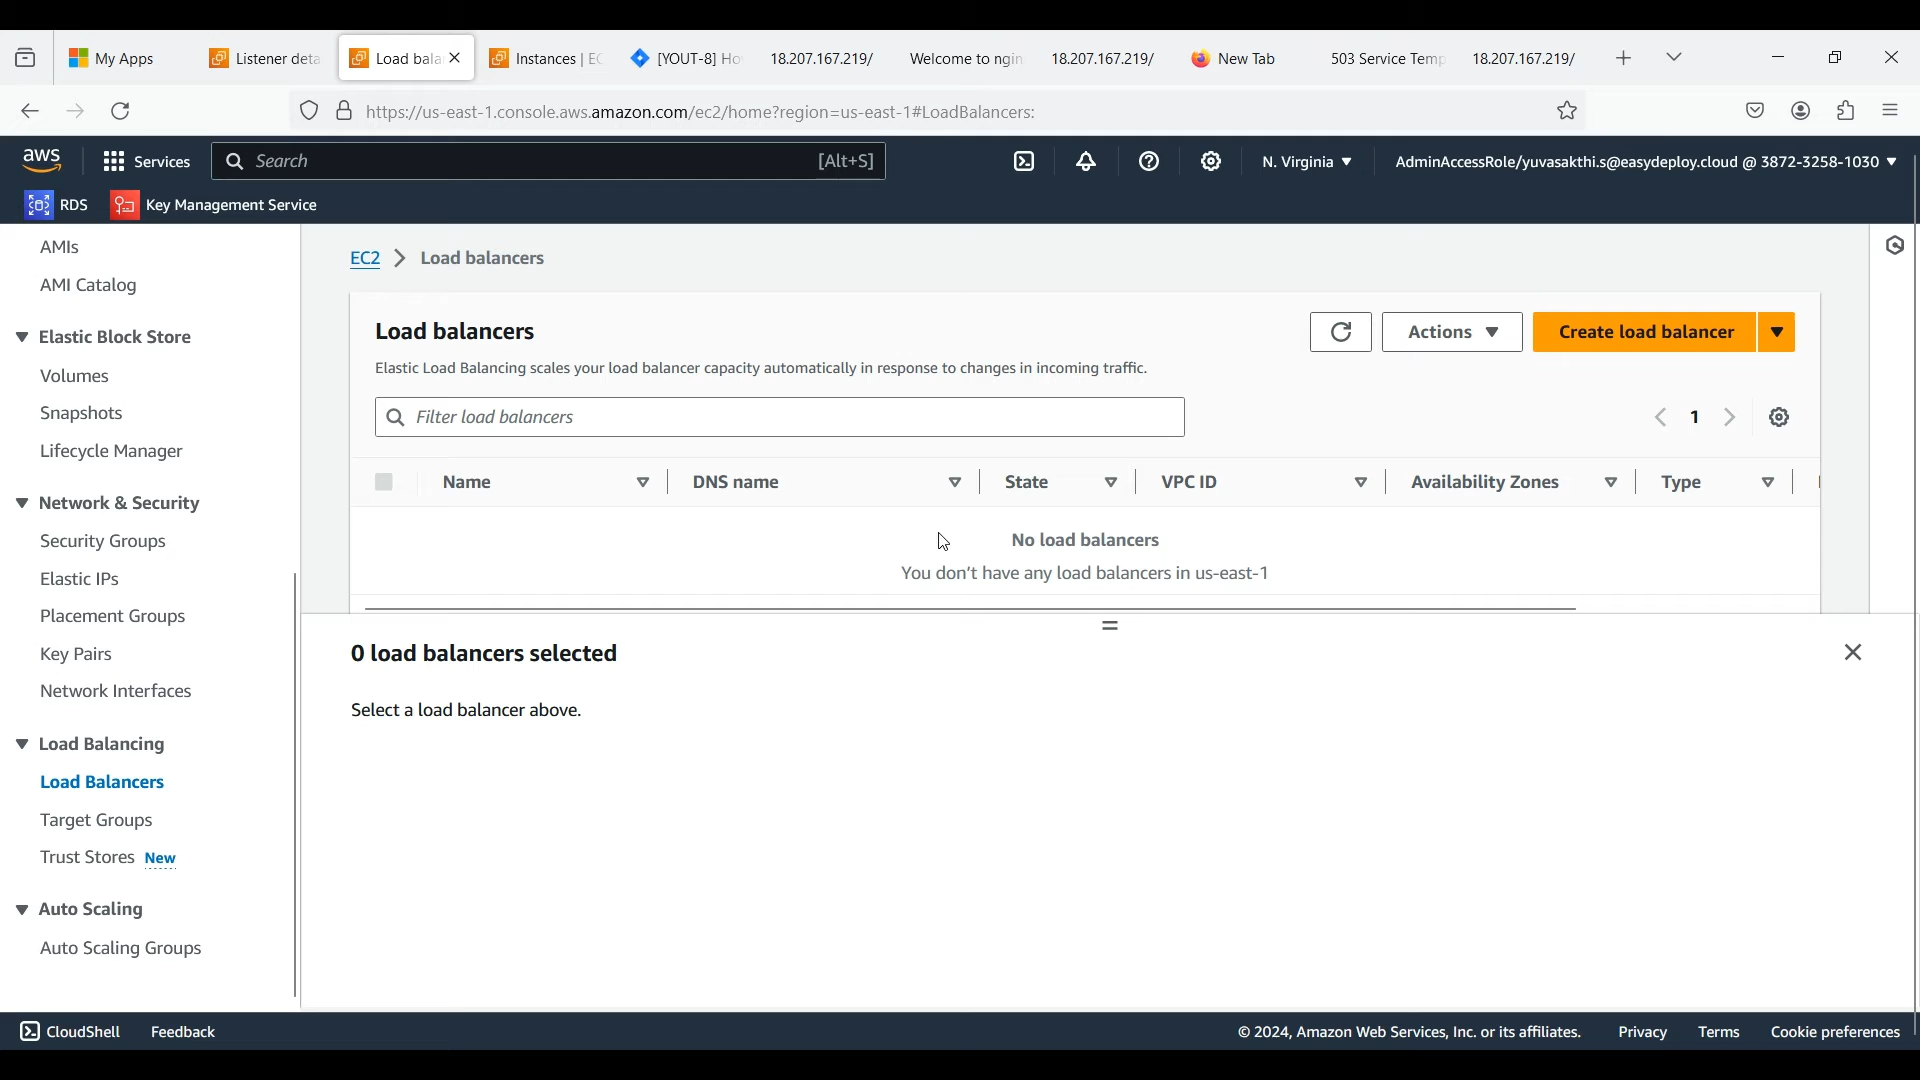 My Apps
Listener deta
Load bala
Instances | EC
[YOUT-8] Ho
18.207.167.219/
Welcome to ngin
18.207.167.219/
New Tab
503 Service Temp
18.207.167.219/
https://us-east-1.console.aws.amazon.com/ec2/home?region=us-east-1#LoadBalancers:
aws
Services
Search
[Alt+S]
N. Virginia
AdminAccessRole/yuvasakthi.s@easydeploy.cloud @ 3872-3258-1030
RDS
Key Management Service
AMIs
AMI Catalog
Elastic Block Store
Volumes
Snapshots
Lifecycle Manager
Network & Security
Security Groups
Elastic IPs
Placement Groups
Key Pairs
Network Interfaces
Load Balancing
Load Balancers
Target Groups
Trust Stores New
Auto Scaling
Auto Scaling Groups
EC2 > Load balancers
Load balancers
Actions
Create load balancer
Elastic Load Balancing scales your load balancer capacity automatically in response to changes in incoming traffic.
Filter load balancers
1
Name
DNS name
State
VPC ID
Availability Zones
Type
No load balancers
You don't have any load balancers in us-east-1
0 load balancers selected
Select a load balancer above.
CloudShell
Feedback
© 2024, Amazon Web Services, Inc. or its affiliates.
Privacy
Terms
Cookie preferences